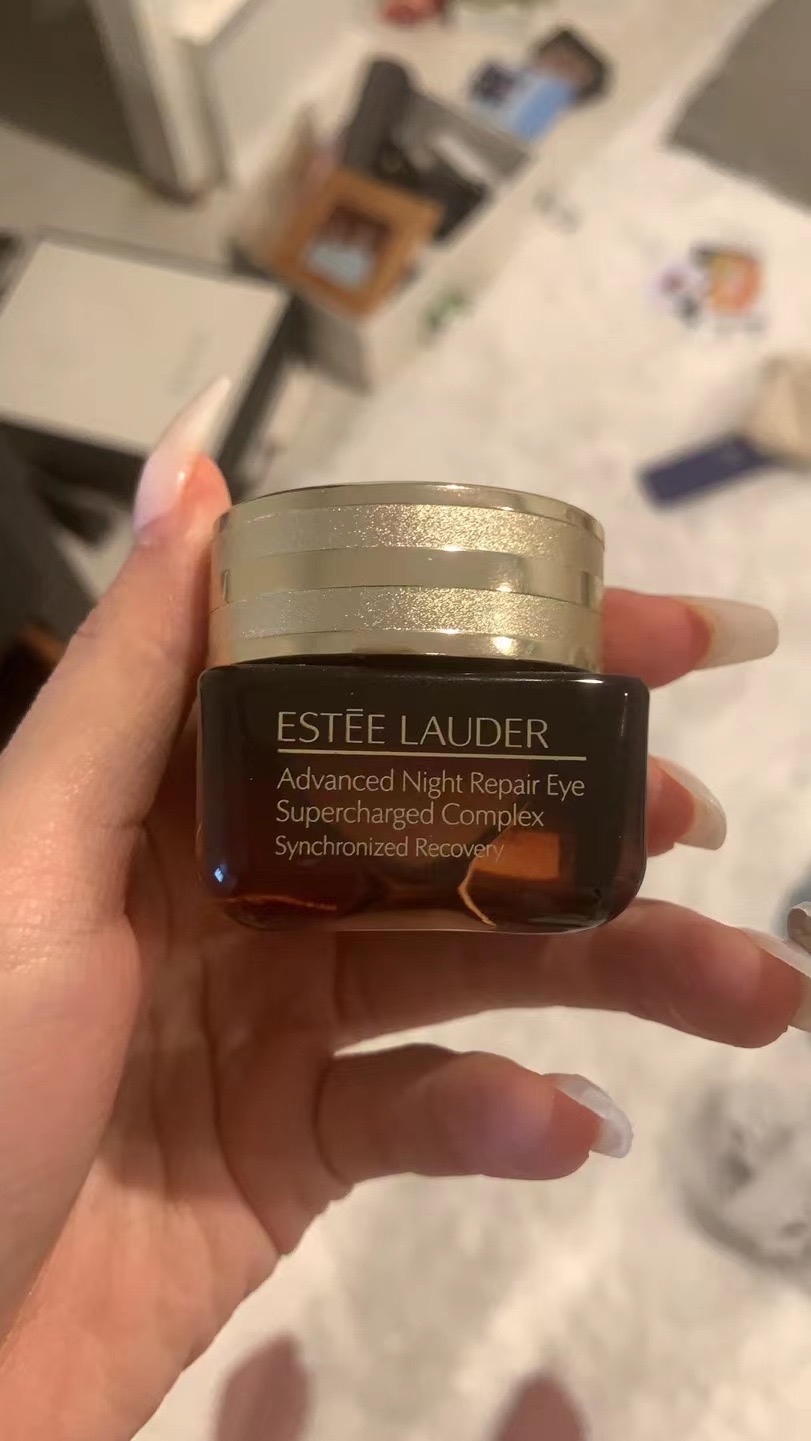 ESTĒE LAUDER
Advanced Night Repair Eye
Supercharged Complex
Synchronized Recovery